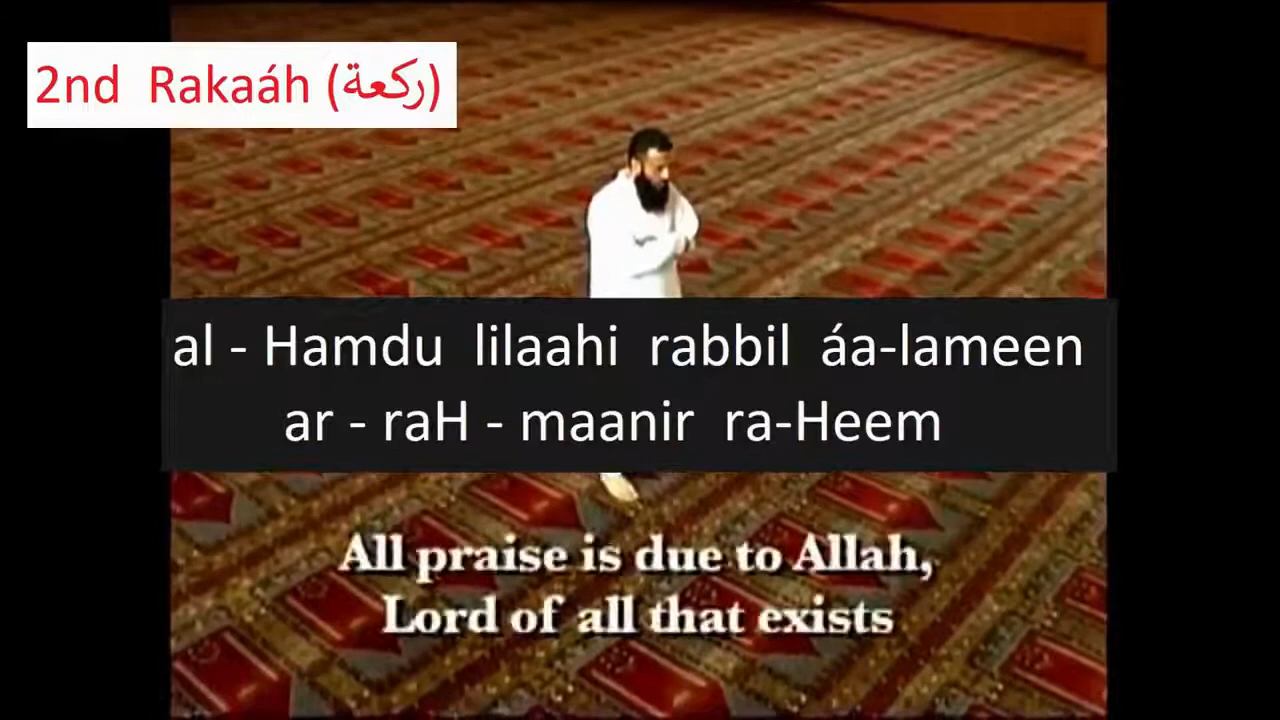 2nd Rakaáh (ركعة)
al - Hamdu lilaahi rabbil áa-lameen
ar - raH - maanir ra-Heem
All praise is due to Allah,
Lord of all that exists